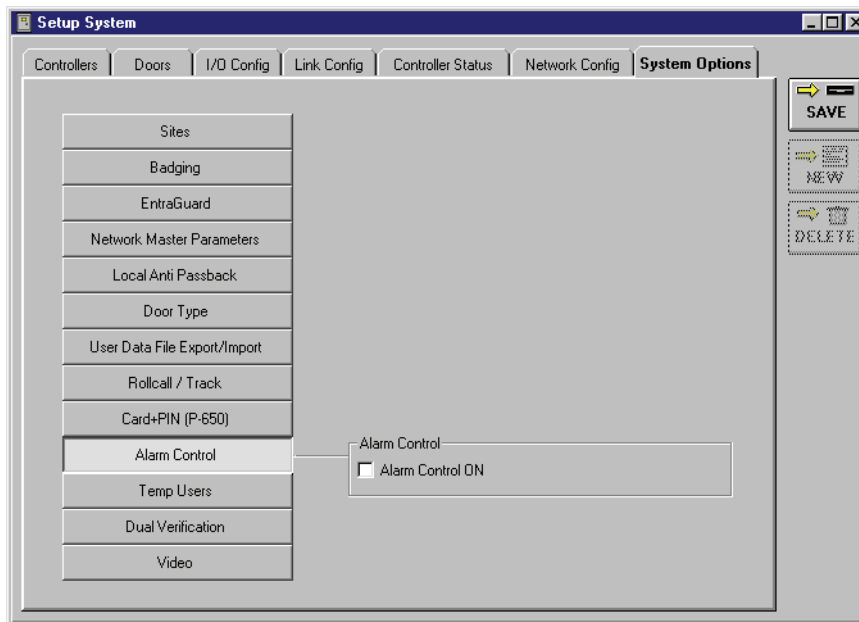 Setup System
Controllers Doors I/O Config Link Config Controller Status Network Config System Options
SAVE
NEW
DELETE
Sites
Badging
EntraGuard
Network Master Parameters
Local Anti Passback
Door Type
User Data File Export/Import
Rollcall / Track
Card+PIN (P-650)
Alarm Control
Alarm Control
Alarm Control ON
Temp Users
Dual Verification
Video